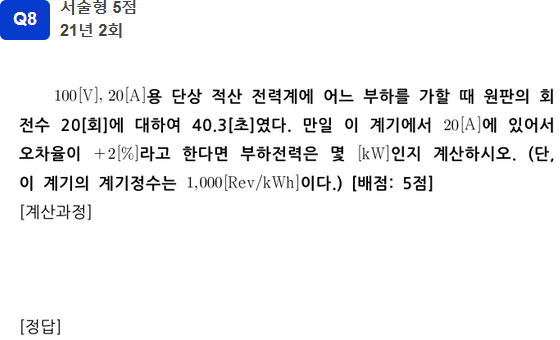 Q8
서술형 5점
21년 2회
100[V], 20[A]용 단상 적산 전력계에 어느 부하를 가할 때 원판의 회
전수 20[회]에 대하여 40.3[초]였다. 만일 이 계기에서 20[A]에 있어서
오차율이 +2[%]라고 한다면 부하전력은 몇 [kW]인지 계산하시오. (단,
이 계기의 계기정수는 1,000[Rev/kWh]이다.) [배점: 5점]
[계산과정]
[정답]